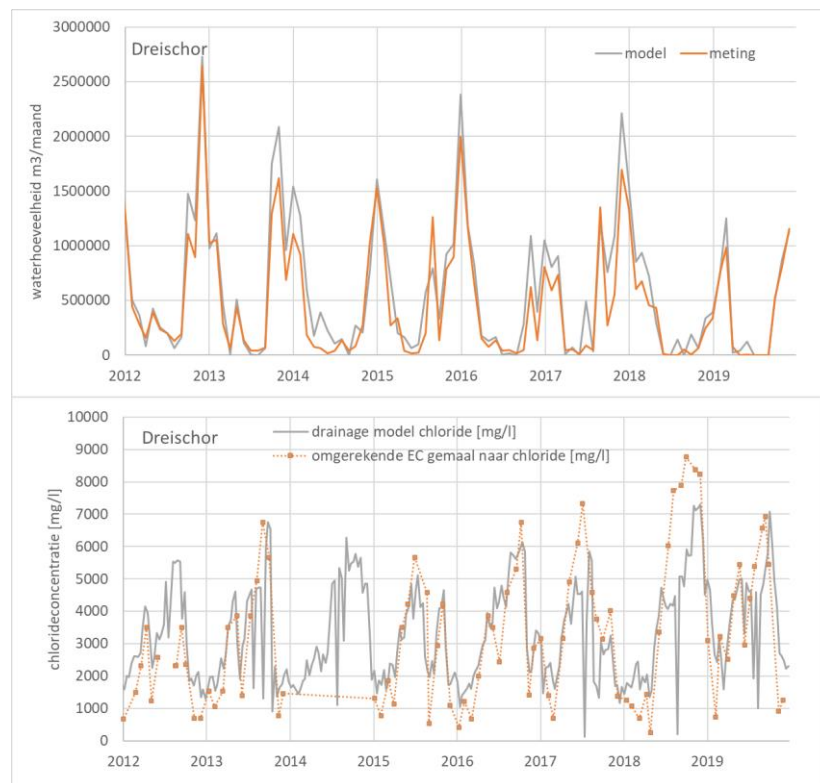 Dreischor
model
meting
waterhoeveelheid m3/maand
3000000
2500000
2000000
1500000
1000000
500000
0
2012 2013 2014 2015 2016 2017 2018 2019
Dreischor
drainage model chloride [mg/l]
omgerekende EC gemaal naar chloride [mg/l]
chlorideconcentratie [mg/l]
10000
9000
8000
7000
6000
5000
4000
3000
2000
1000
0
2012 2013 2014 2015 2016 2017 2018 2019